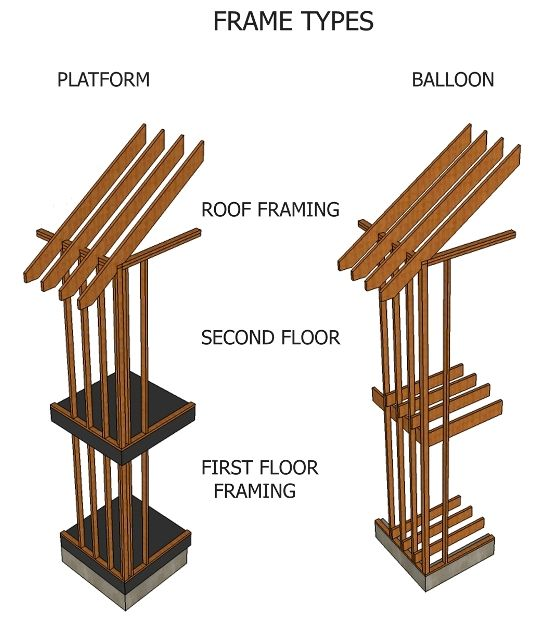 FRAME TYPES
PLATFORM
BALLOON
ROOF FRAMING
SECOND FLOOR
FIRST FLOOR
FRAMING